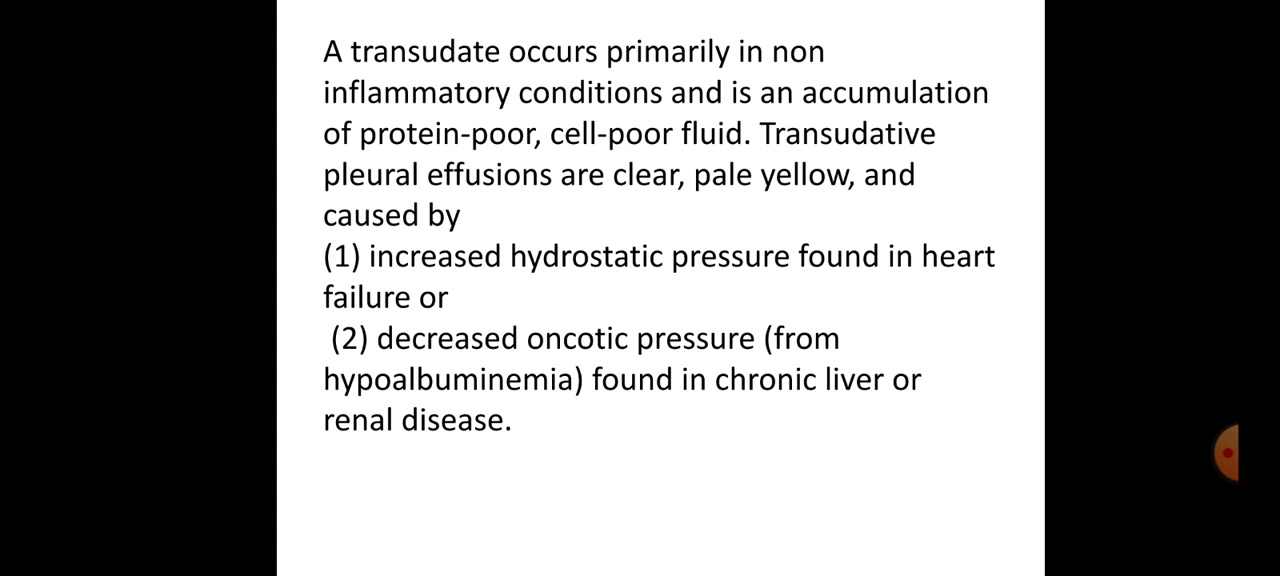 A transudate occurs primarily in non
inflammatory conditions and is an accumulation
of protein-poor, cell-poor fluid. Transudative
pleural effusions are clear, pale yellow, and
caused by
(1) increased hydrostatic pressure found in heart
failure or
(2) decreased oncotic pressure (from
hypoalbuminemia) found in chronic liver or
renal disease.